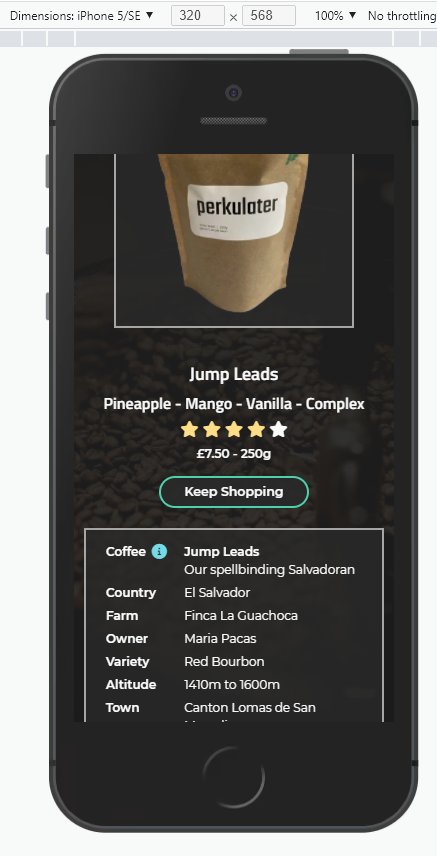 Dimensions: iPhone 5/SE ▼ 320 × 568 100% ▼ No throttling
perkulater
Jump Leads
Pineapple - Mango - Vanilla - Complex
£7.50 - 250g
Keep Shopping
Coffee i Jump Leads
Our spellbinding Salvadoran
Country El Salvador
Farm Finca La Guachoca
Owner Maria Pacas
Variety Red Bourbon
Altitude 1410m to 1600m
Town Canton Lomas de San